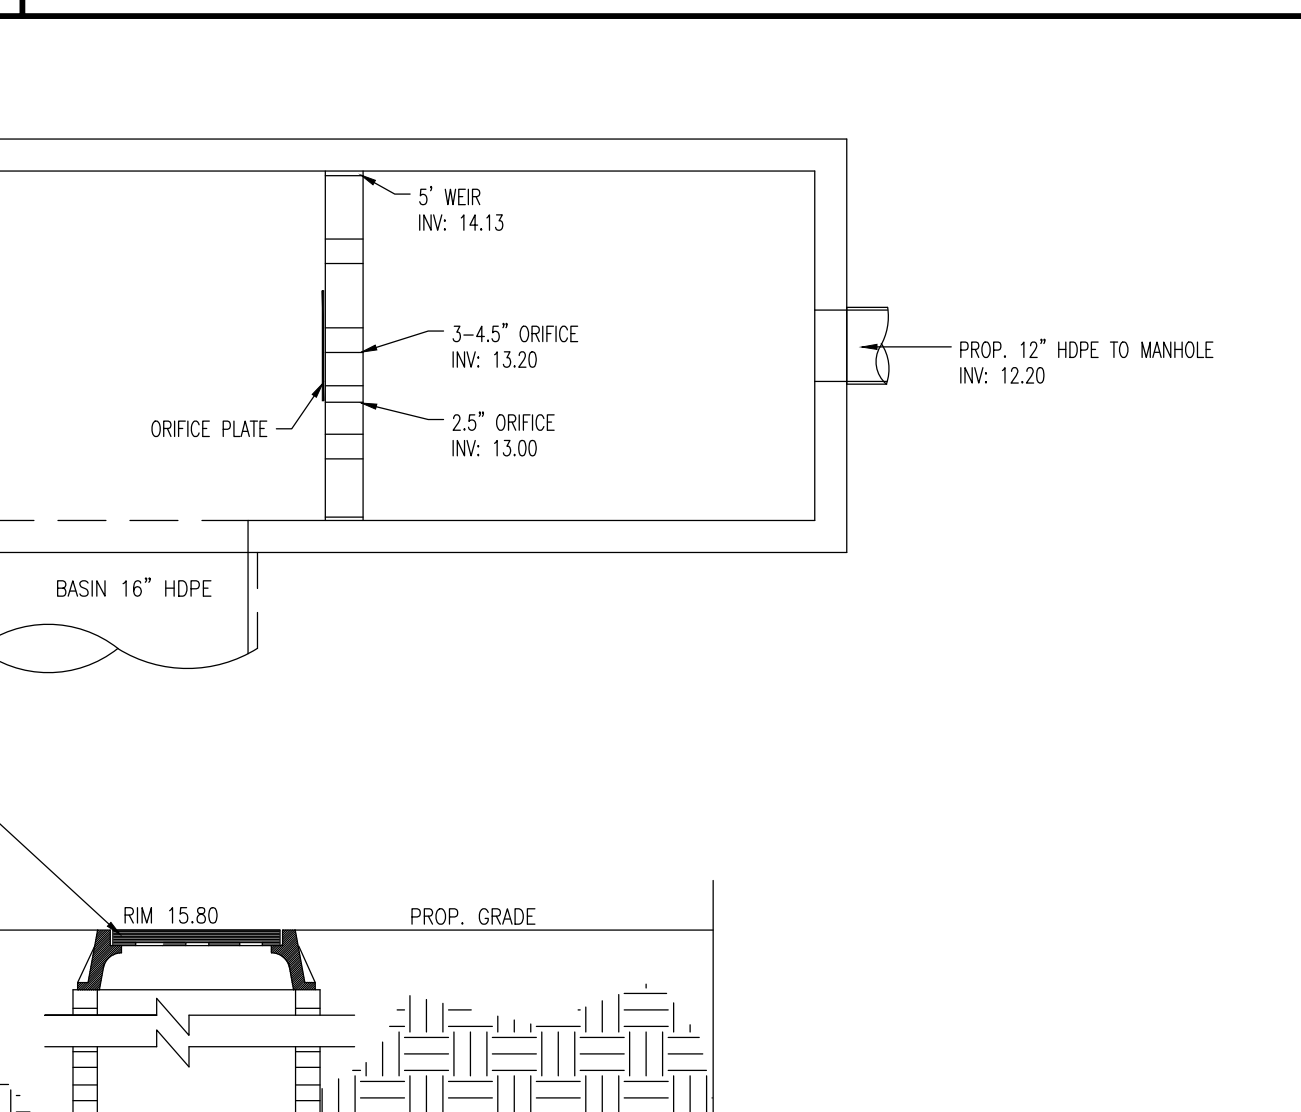 5' WEIR
INV: 14.13
3-4.5" ORIFICE
INV: 13.20
PROP. 12" HDPE TO MANHOLE
INV: 12.20
ORIFICE PLATE
2.5" ORIFICE
INV: 13.00
BASIN 16" HDPE
RIM 15.80
PROP. GRADE